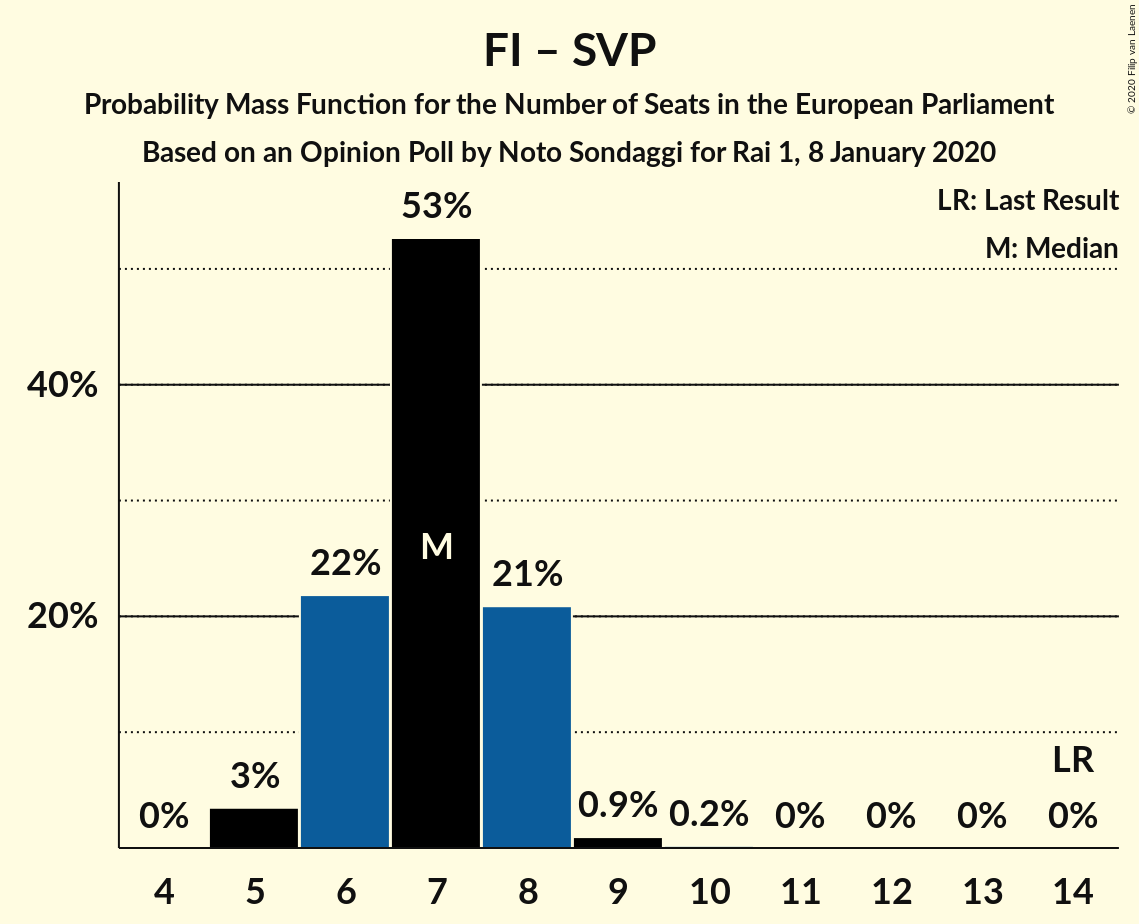 FI – SVP
Probability Mass Function for the Number of Seats in the European Parliament
Based on an Opinion Poll by Noto Sondaggi for Rai 1, 8 January 2020
© 2020 Filip van Laenen
LR: Last Result
M: Median
40%
20%
0%
3%
22%
53%
M
21%
0.9%
0.2%
0%
0%
0%
LR
0%
4 5 6 7 8 9 10 11 12 13 14